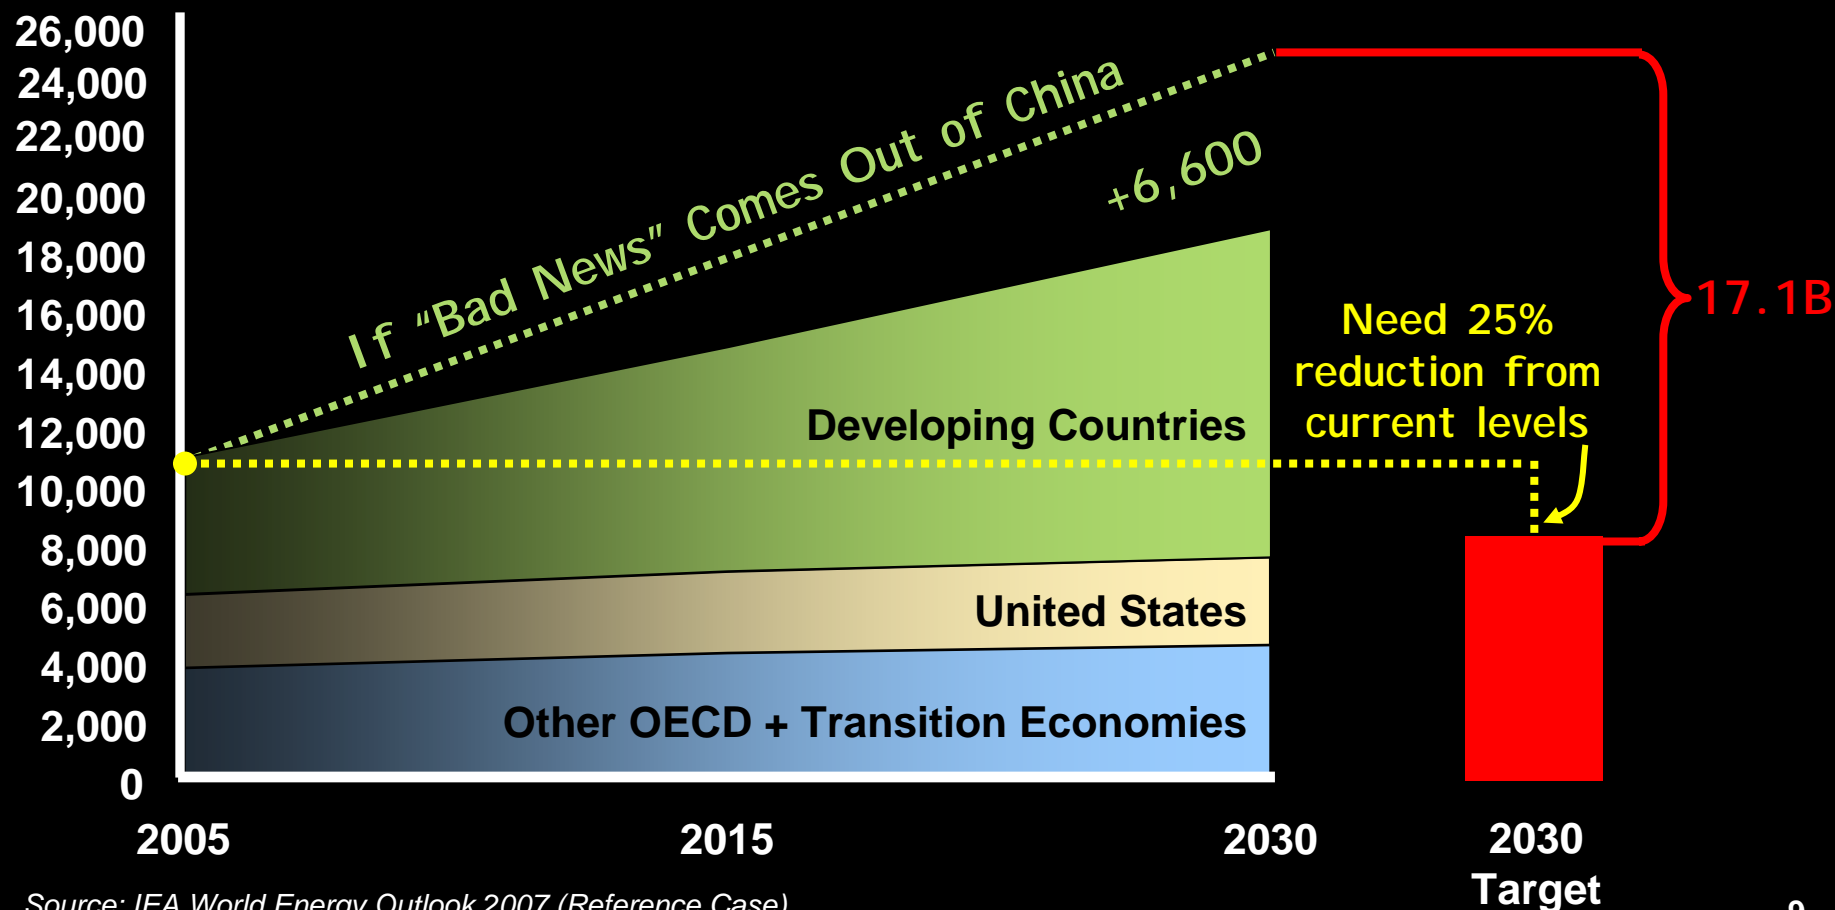 26,000
24,000
22,000
20,000
18,000
16,000
14,000
12,000
10,000
8,000
6,000
4,000
2,000
0
If "Bad News" Comes Out of China
+6,600
17.1B
Need 25%
reduction from
current levels
Developing Countries
United States
Other OECD + Transition Economies
2005
2015
2030
2030
Target
Source: IEA World Energy Outlook 2007 (Reference Case)
9